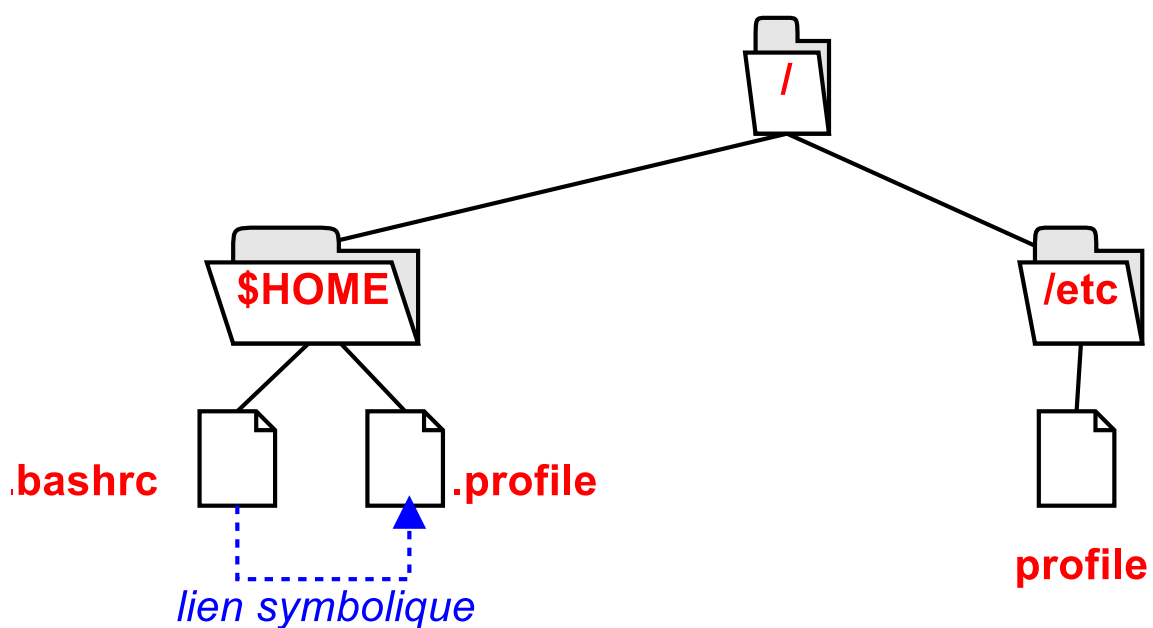 /
$HOME
/etc
.bashrc
.profile
profile
lien symbolique